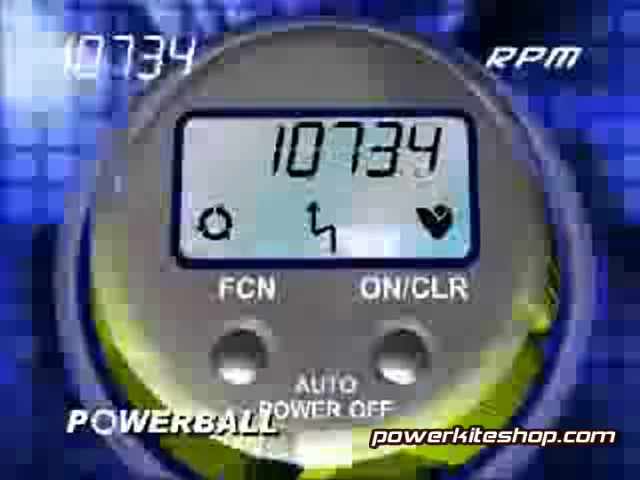 10734 RPM
10734
FCN ON/CLR
AUTO
POWER OFF
POWERBALL
powerkiteshop.com